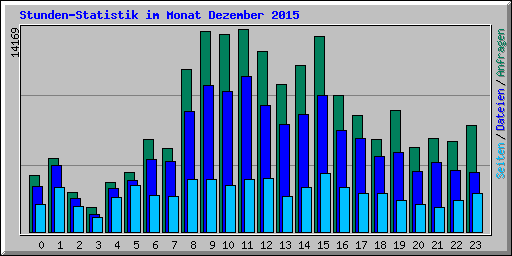 Stunden-Statistik im Monat Dezember 2015
14169
Seiten / Dateien / Anfragen
0 1 2 3 4 5 6 7 8 9 10 11 12 13 14 15 16 17 18 19 20 21 22 23